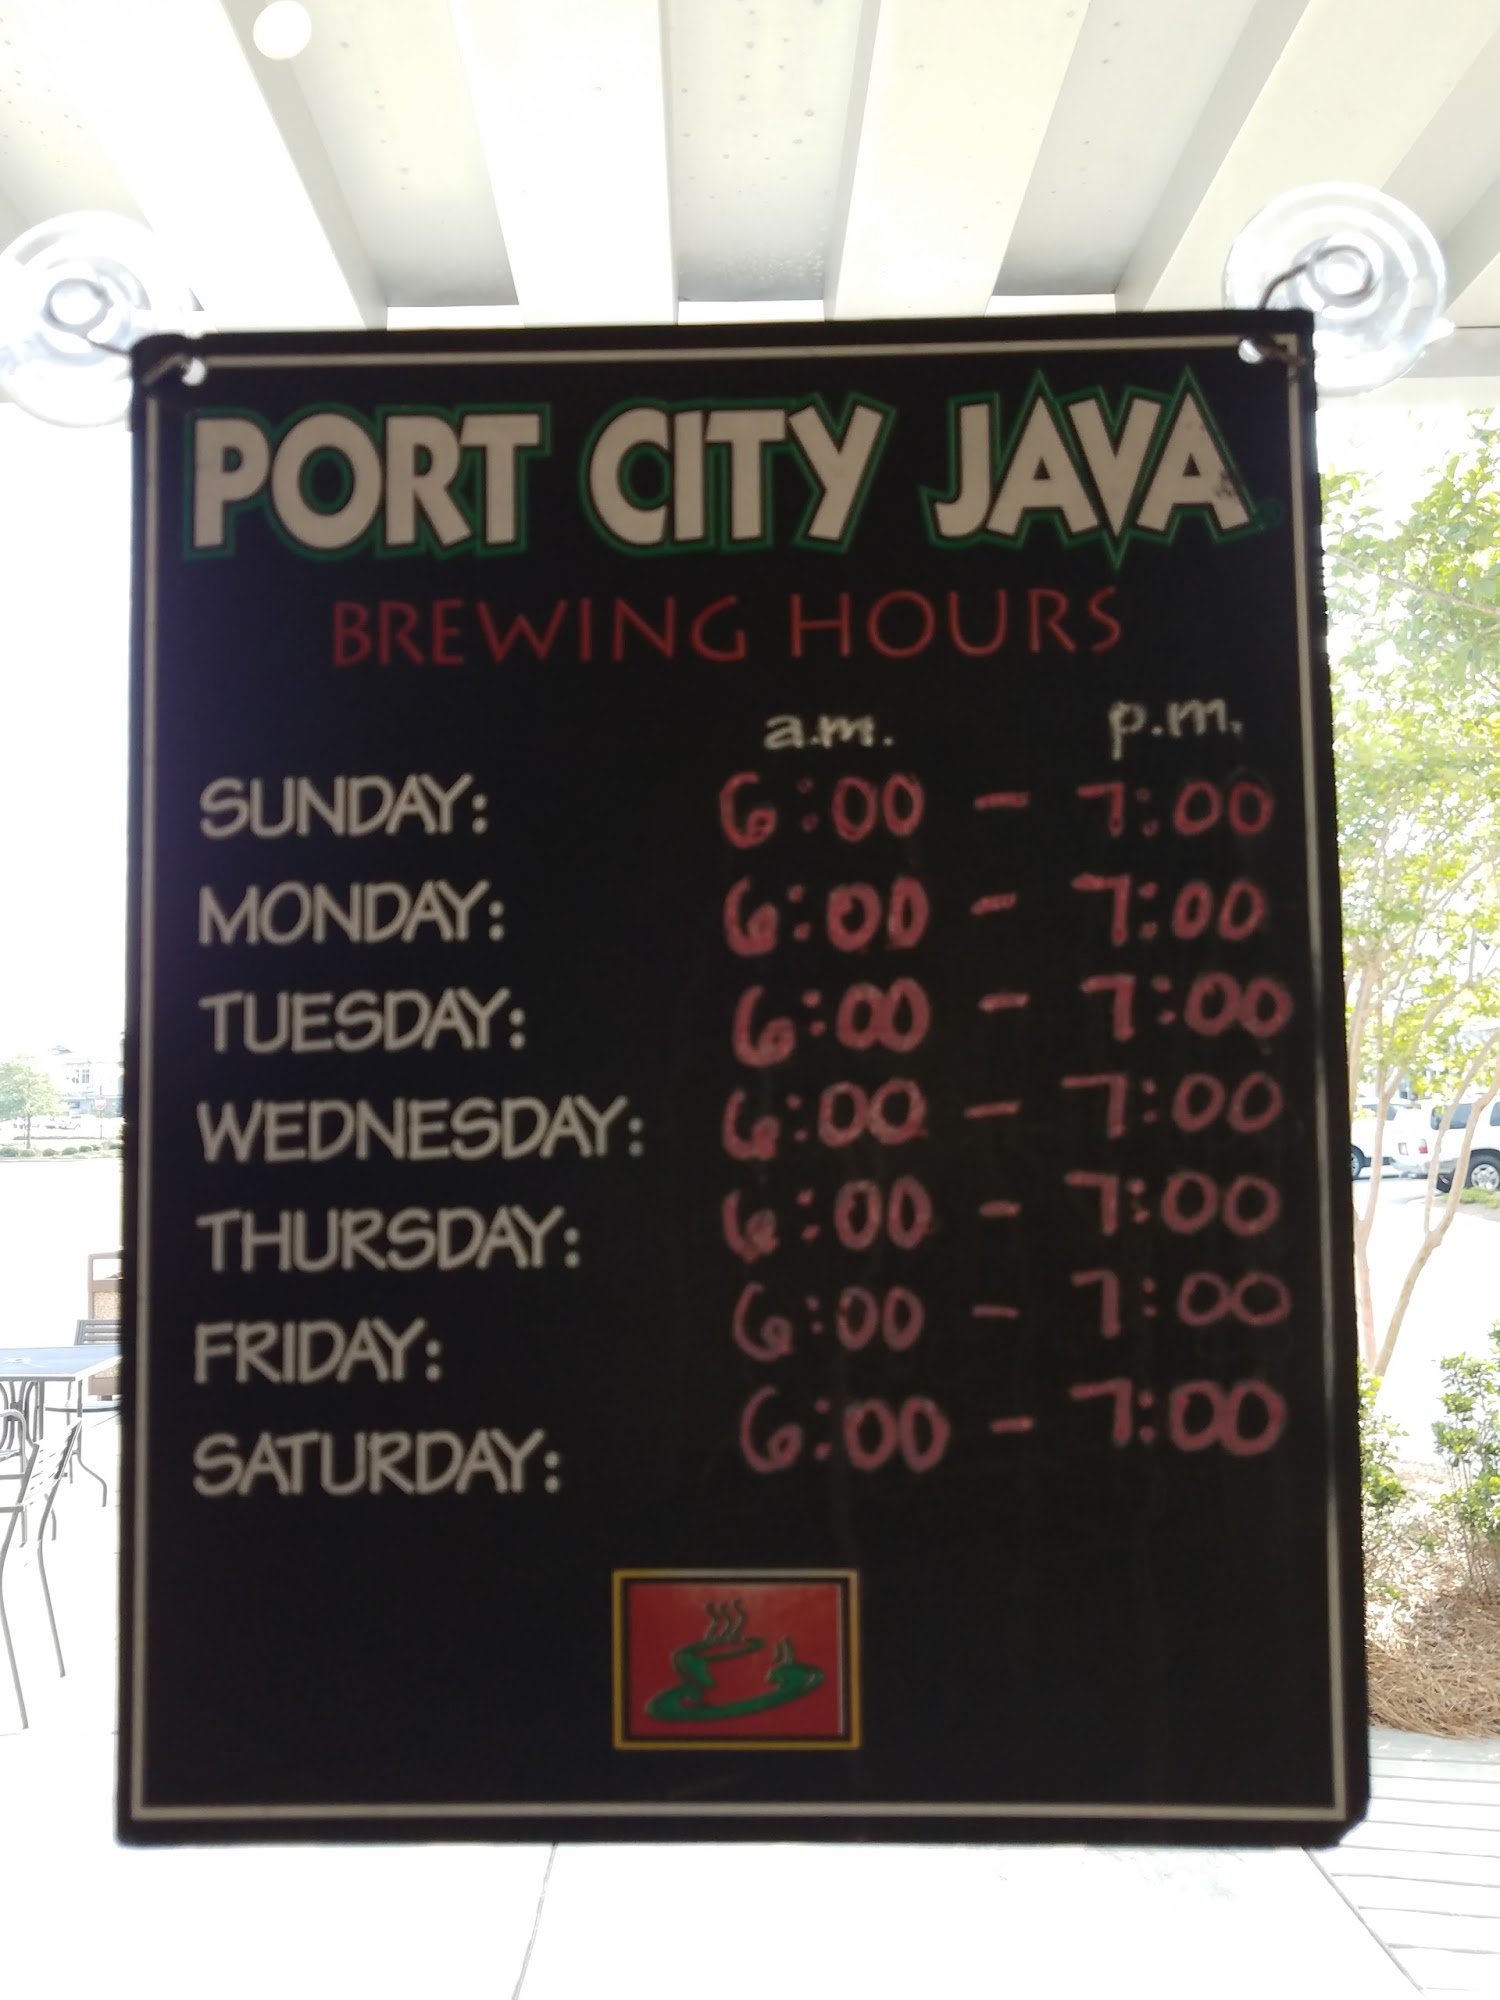 PORT CITY JAVA
BREWING HOURS
a.m. p.m.
SUNDAY: 6:00 - 7:00
MONDAY: 6:00 - 7:00
TUESDAY: 6:00 - 7:00
WEDNESDAY: 6:00 - 7:00
THURSDAY: 6:00 - 7:00
FRIDAY: 6:00 - 7:00
SATURDAY: 6:00 - 7:00